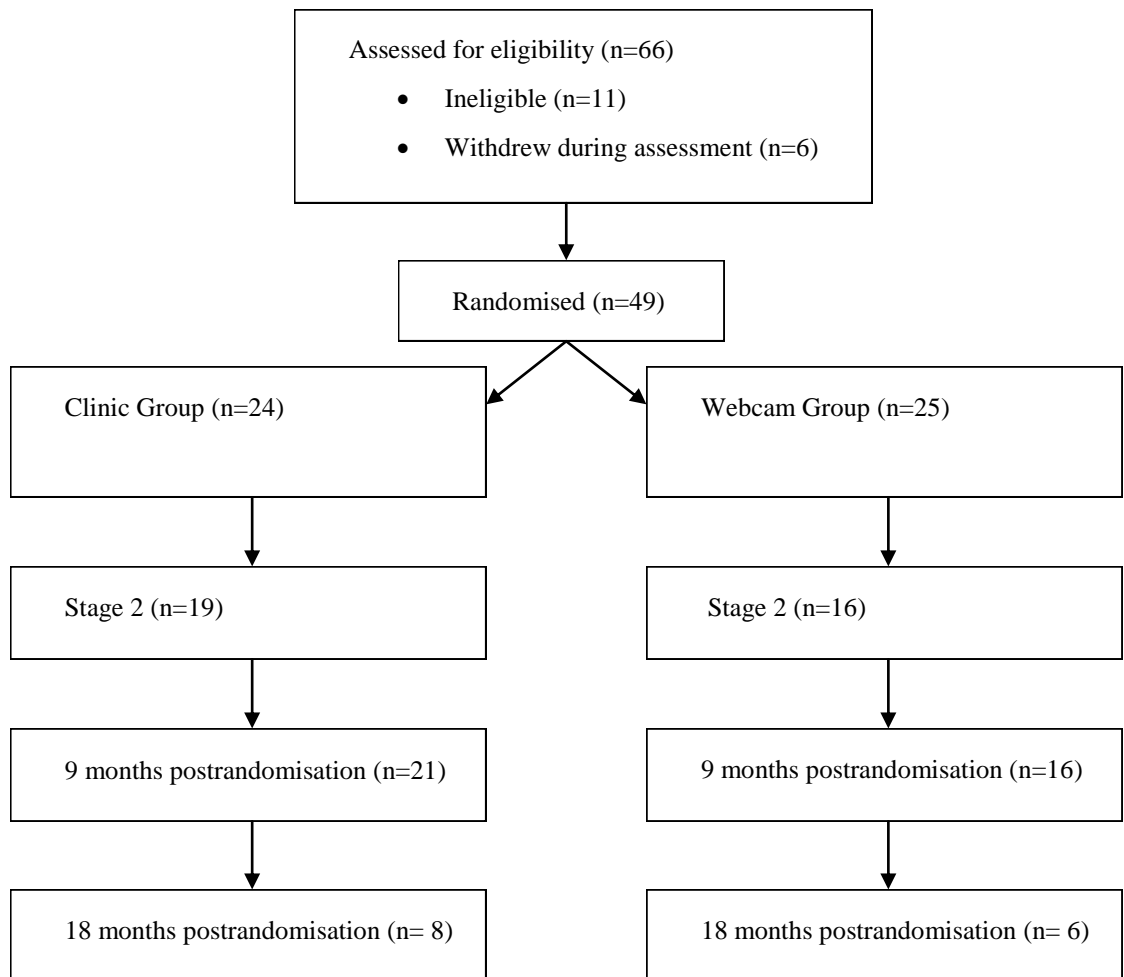 Assessed for eligibility (n=66)
• Ineligible (n=11)
• Withdrew during assessment (n=6)
Randomised (n=49)
Clinic Group (n=24)
Webcam Group (n=25)
Stage 2 (n=19)
Stage 2 (n=16)
9 months postrandomisation (n=21)
9 months postrandomisation (n=16)
18 months postrandomisation (n= 8)
18 months postrandomisation (n= 6)